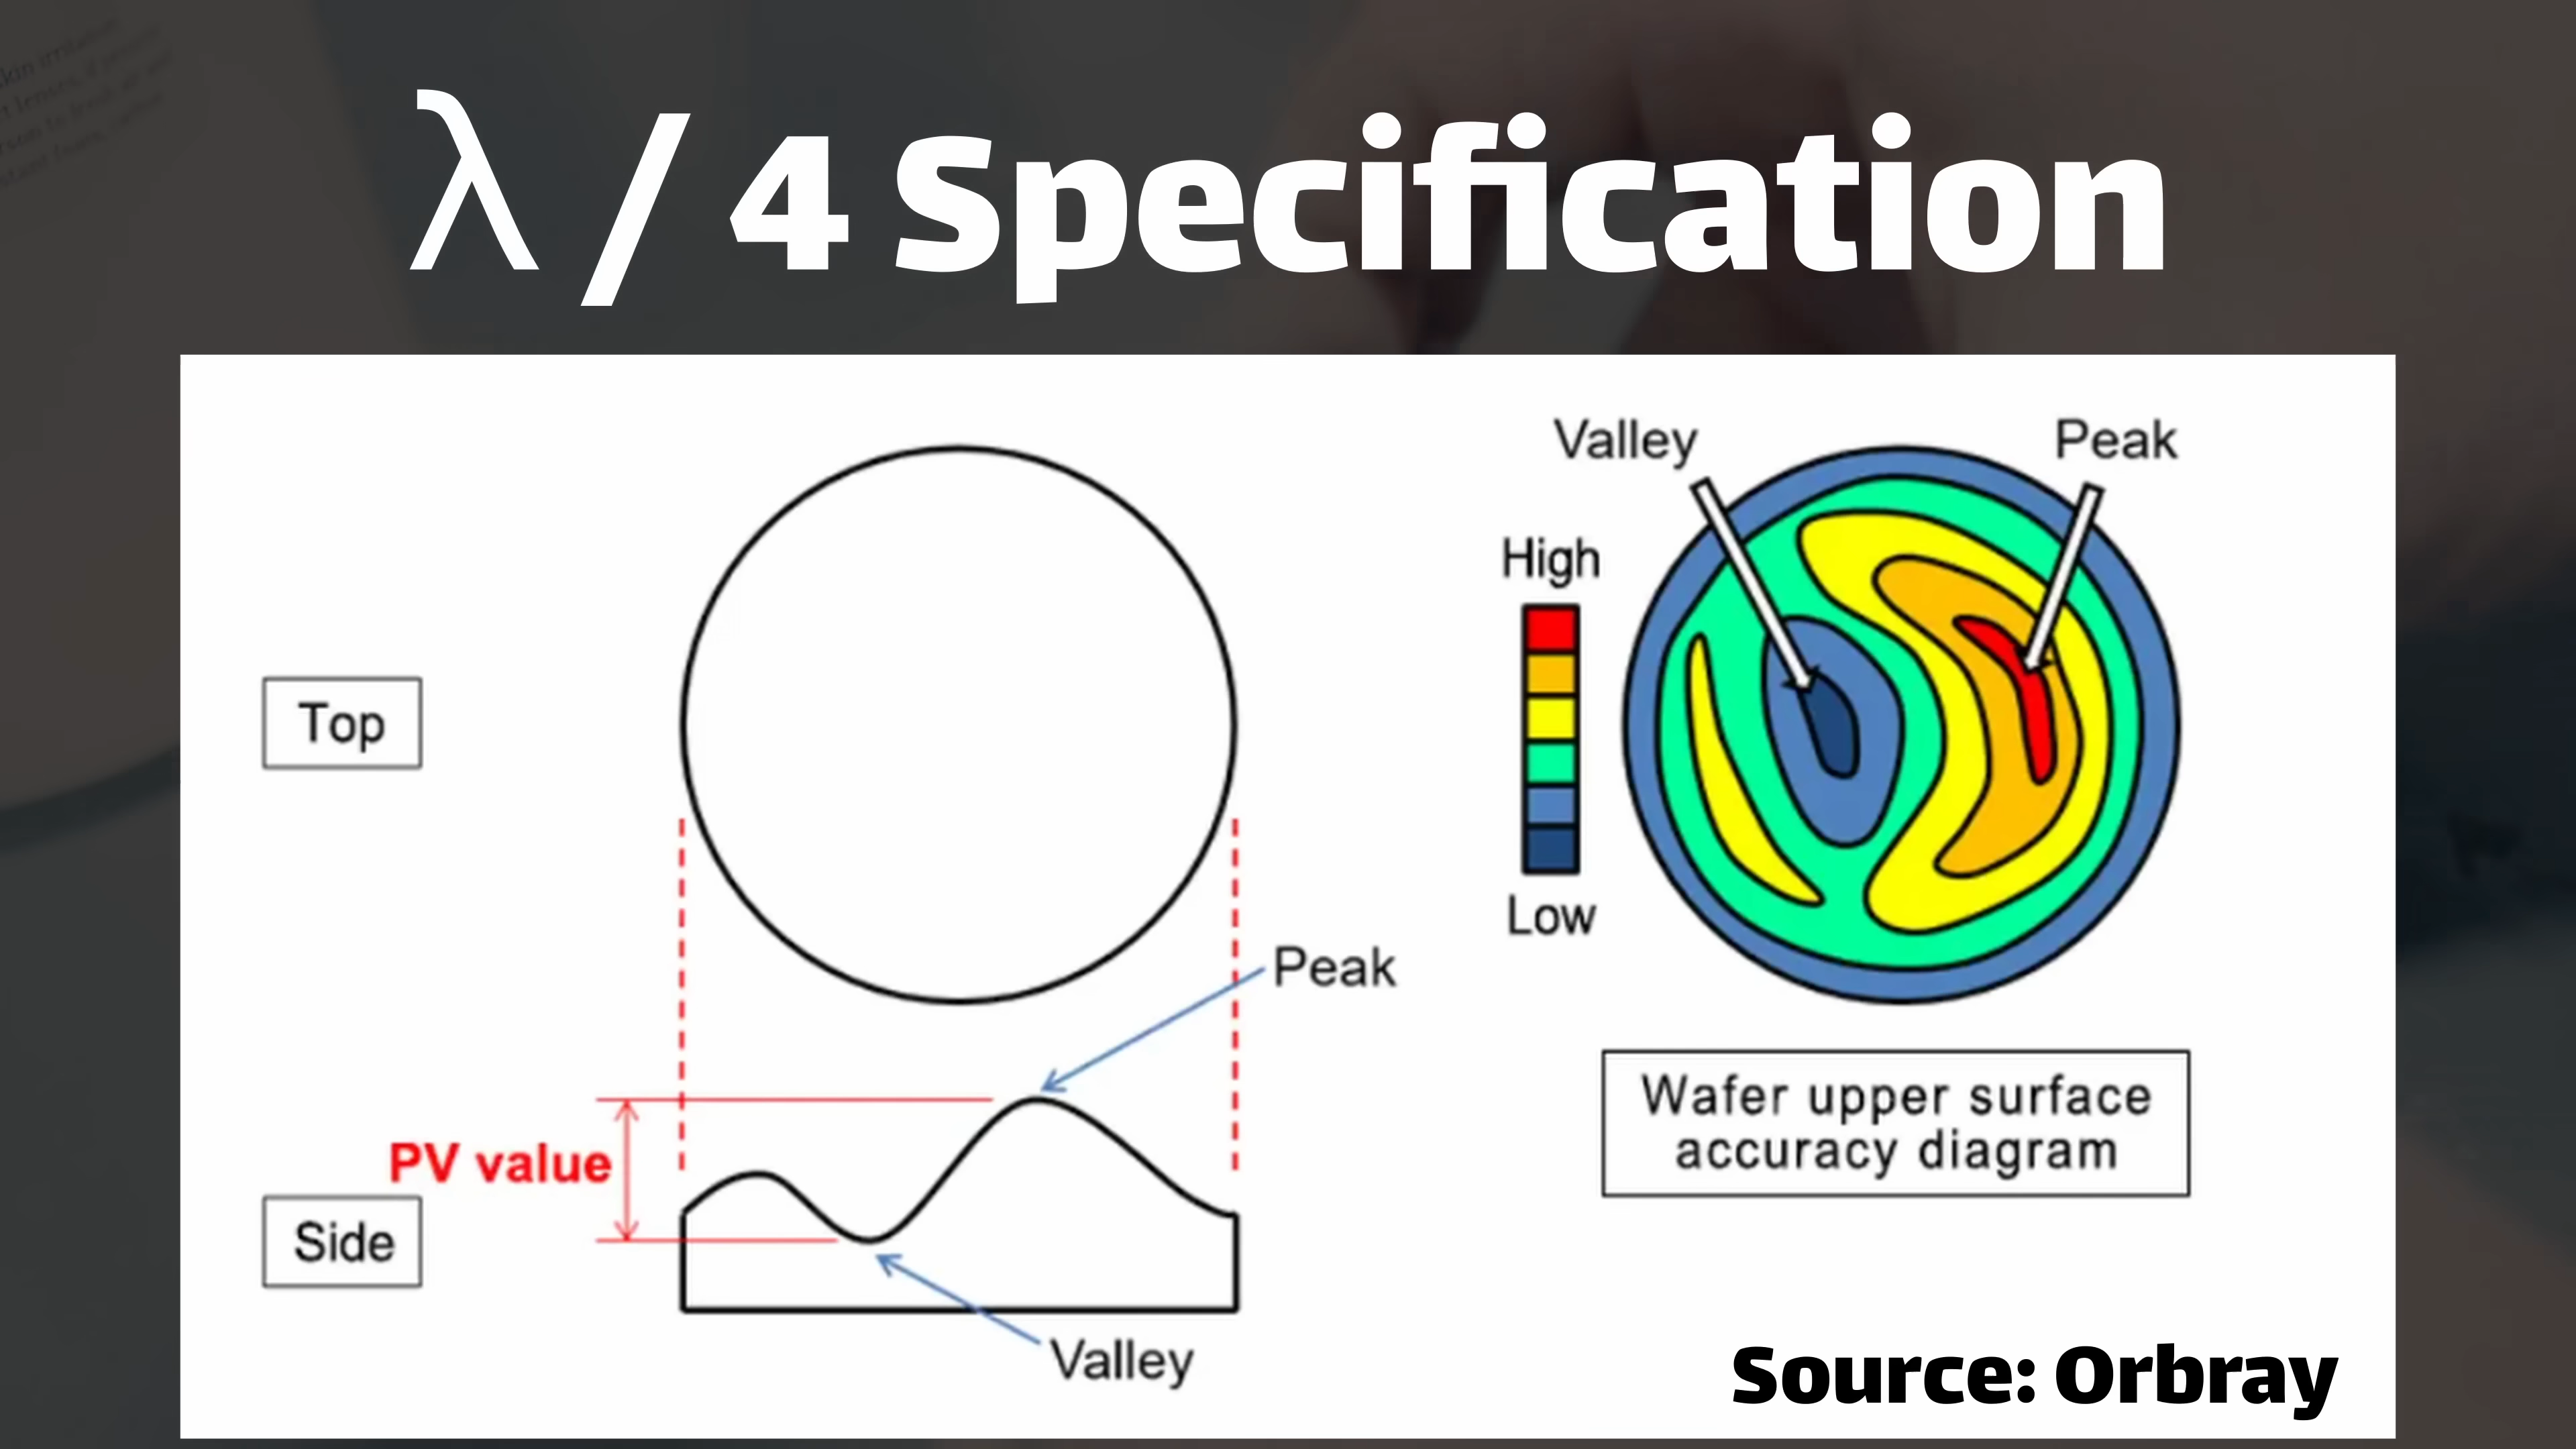 λ / 4 Specification
Valley
Peak
High
Low
Top
Peak
PV value
Side
Valley
Wafer upper surface
accuracy diagram
Source: Orbray